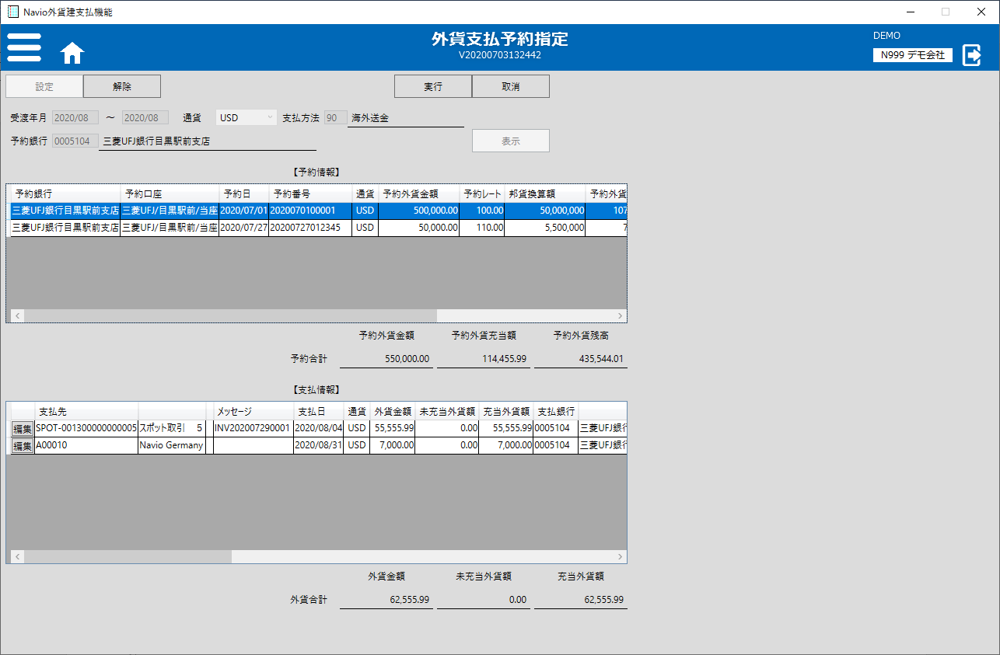 Navio外貨建支払機能
外貨支払予約指定
V20200703132442
DEMO
N999 デモ会社
設定 解除 実行 取消
受渡年月 2020/08 ～ 2020/08 通貨 USD 支払方法 90 海外送金
予約銀行 0005104 三菱UFJ銀行目黒駅前支店 表示
【予約情報】
予約銀行 予約口座 予約日 予約番号 通貨 予約外貨金額 予約レート 邦貨換算額 予約外貨
三菱UFJ銀行目黒駅前支店 三菱UFJ/目黒駅前/当座 2020/07/01 2020070100001 USD 500,000.00 100.00 50,000,000 107
三菱UFJ銀行目黒駅前支店 三菱UFJ/目黒駅前/当座 2020/07/27 20200727012345 USD 50,000.00 110.00 5,500,000 7
予約外貨金額 予約外貨充当額 予約外貨残高
予約合計 550,000.00 114,455.99 435,544.01
【支払情報】
支払先 メッセージ 支払日 通貨 外貨金額 未充当外貨額 充当外貨額 支払銀行
編集 SPOT-001300000000005 スポット取引 5 INV202007290001 2020/08/04 USD 55,555.99 0.00 55,555.99 0005104 三菱UFJ銀行
編集 A00010 Navio Germany 2020/08/31 USD 7,000.00 0.00 7,000.00 0005104 三菱UFJ銀行
外貨金額 未充当外貨額 充当外貨額
外貨合計 62,555.99 0.00 62,555.99